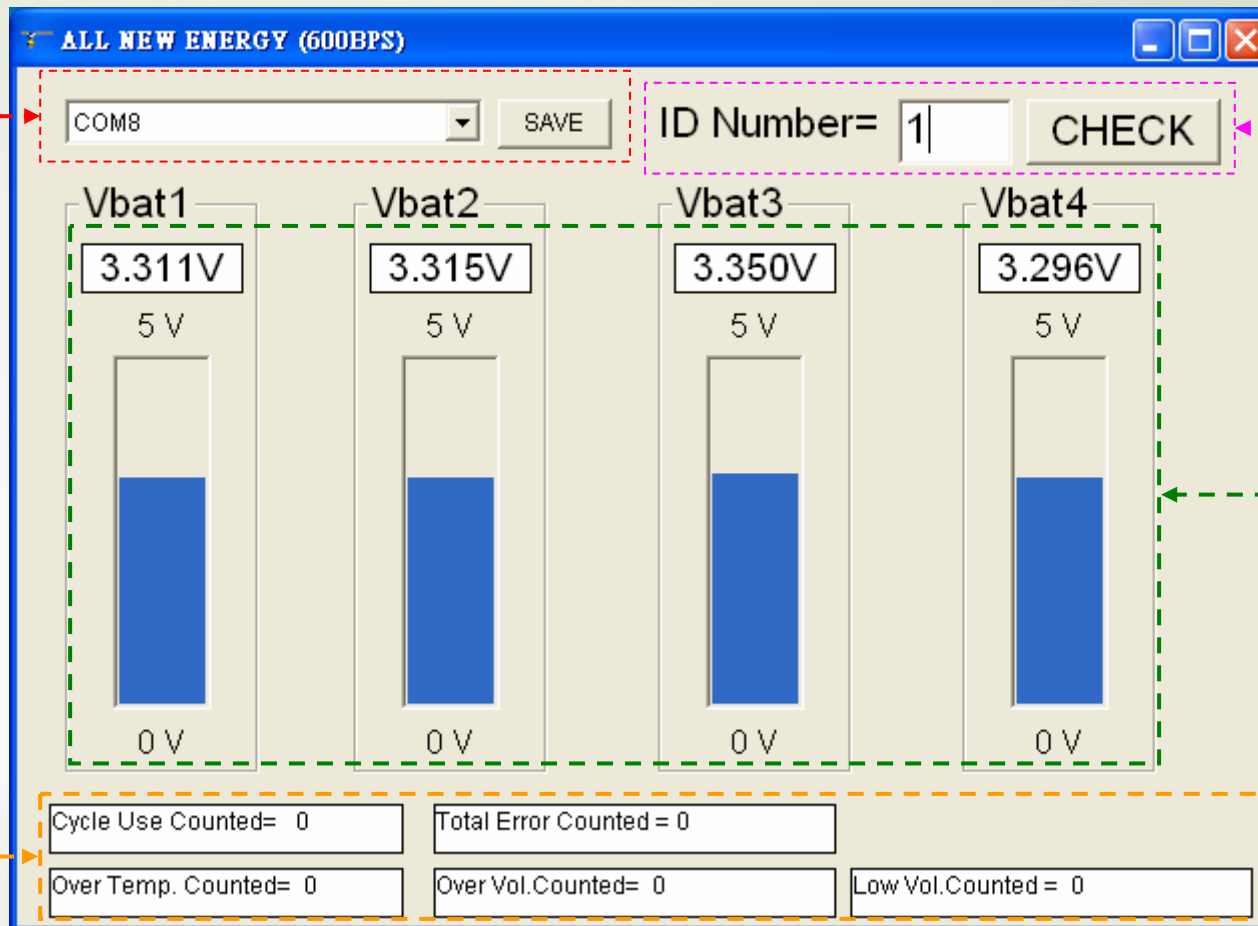 ALL NEW ENERGY (600BPS)
COM8 SAVE ID Number= 1 CHECK
Vbat1 Vbat2 Vbat3 Vbat4
3.311V 3.315V 3.350V 3.296V
5 V 5 V 5 V 5 V
0 V 0 V 0 V 0 V
Cycle Use Counted= 0 Total Error Counted = 0
Over Temp. Counted= 0 Over Vol.Counted= 0 Low Vol.Counted = 0